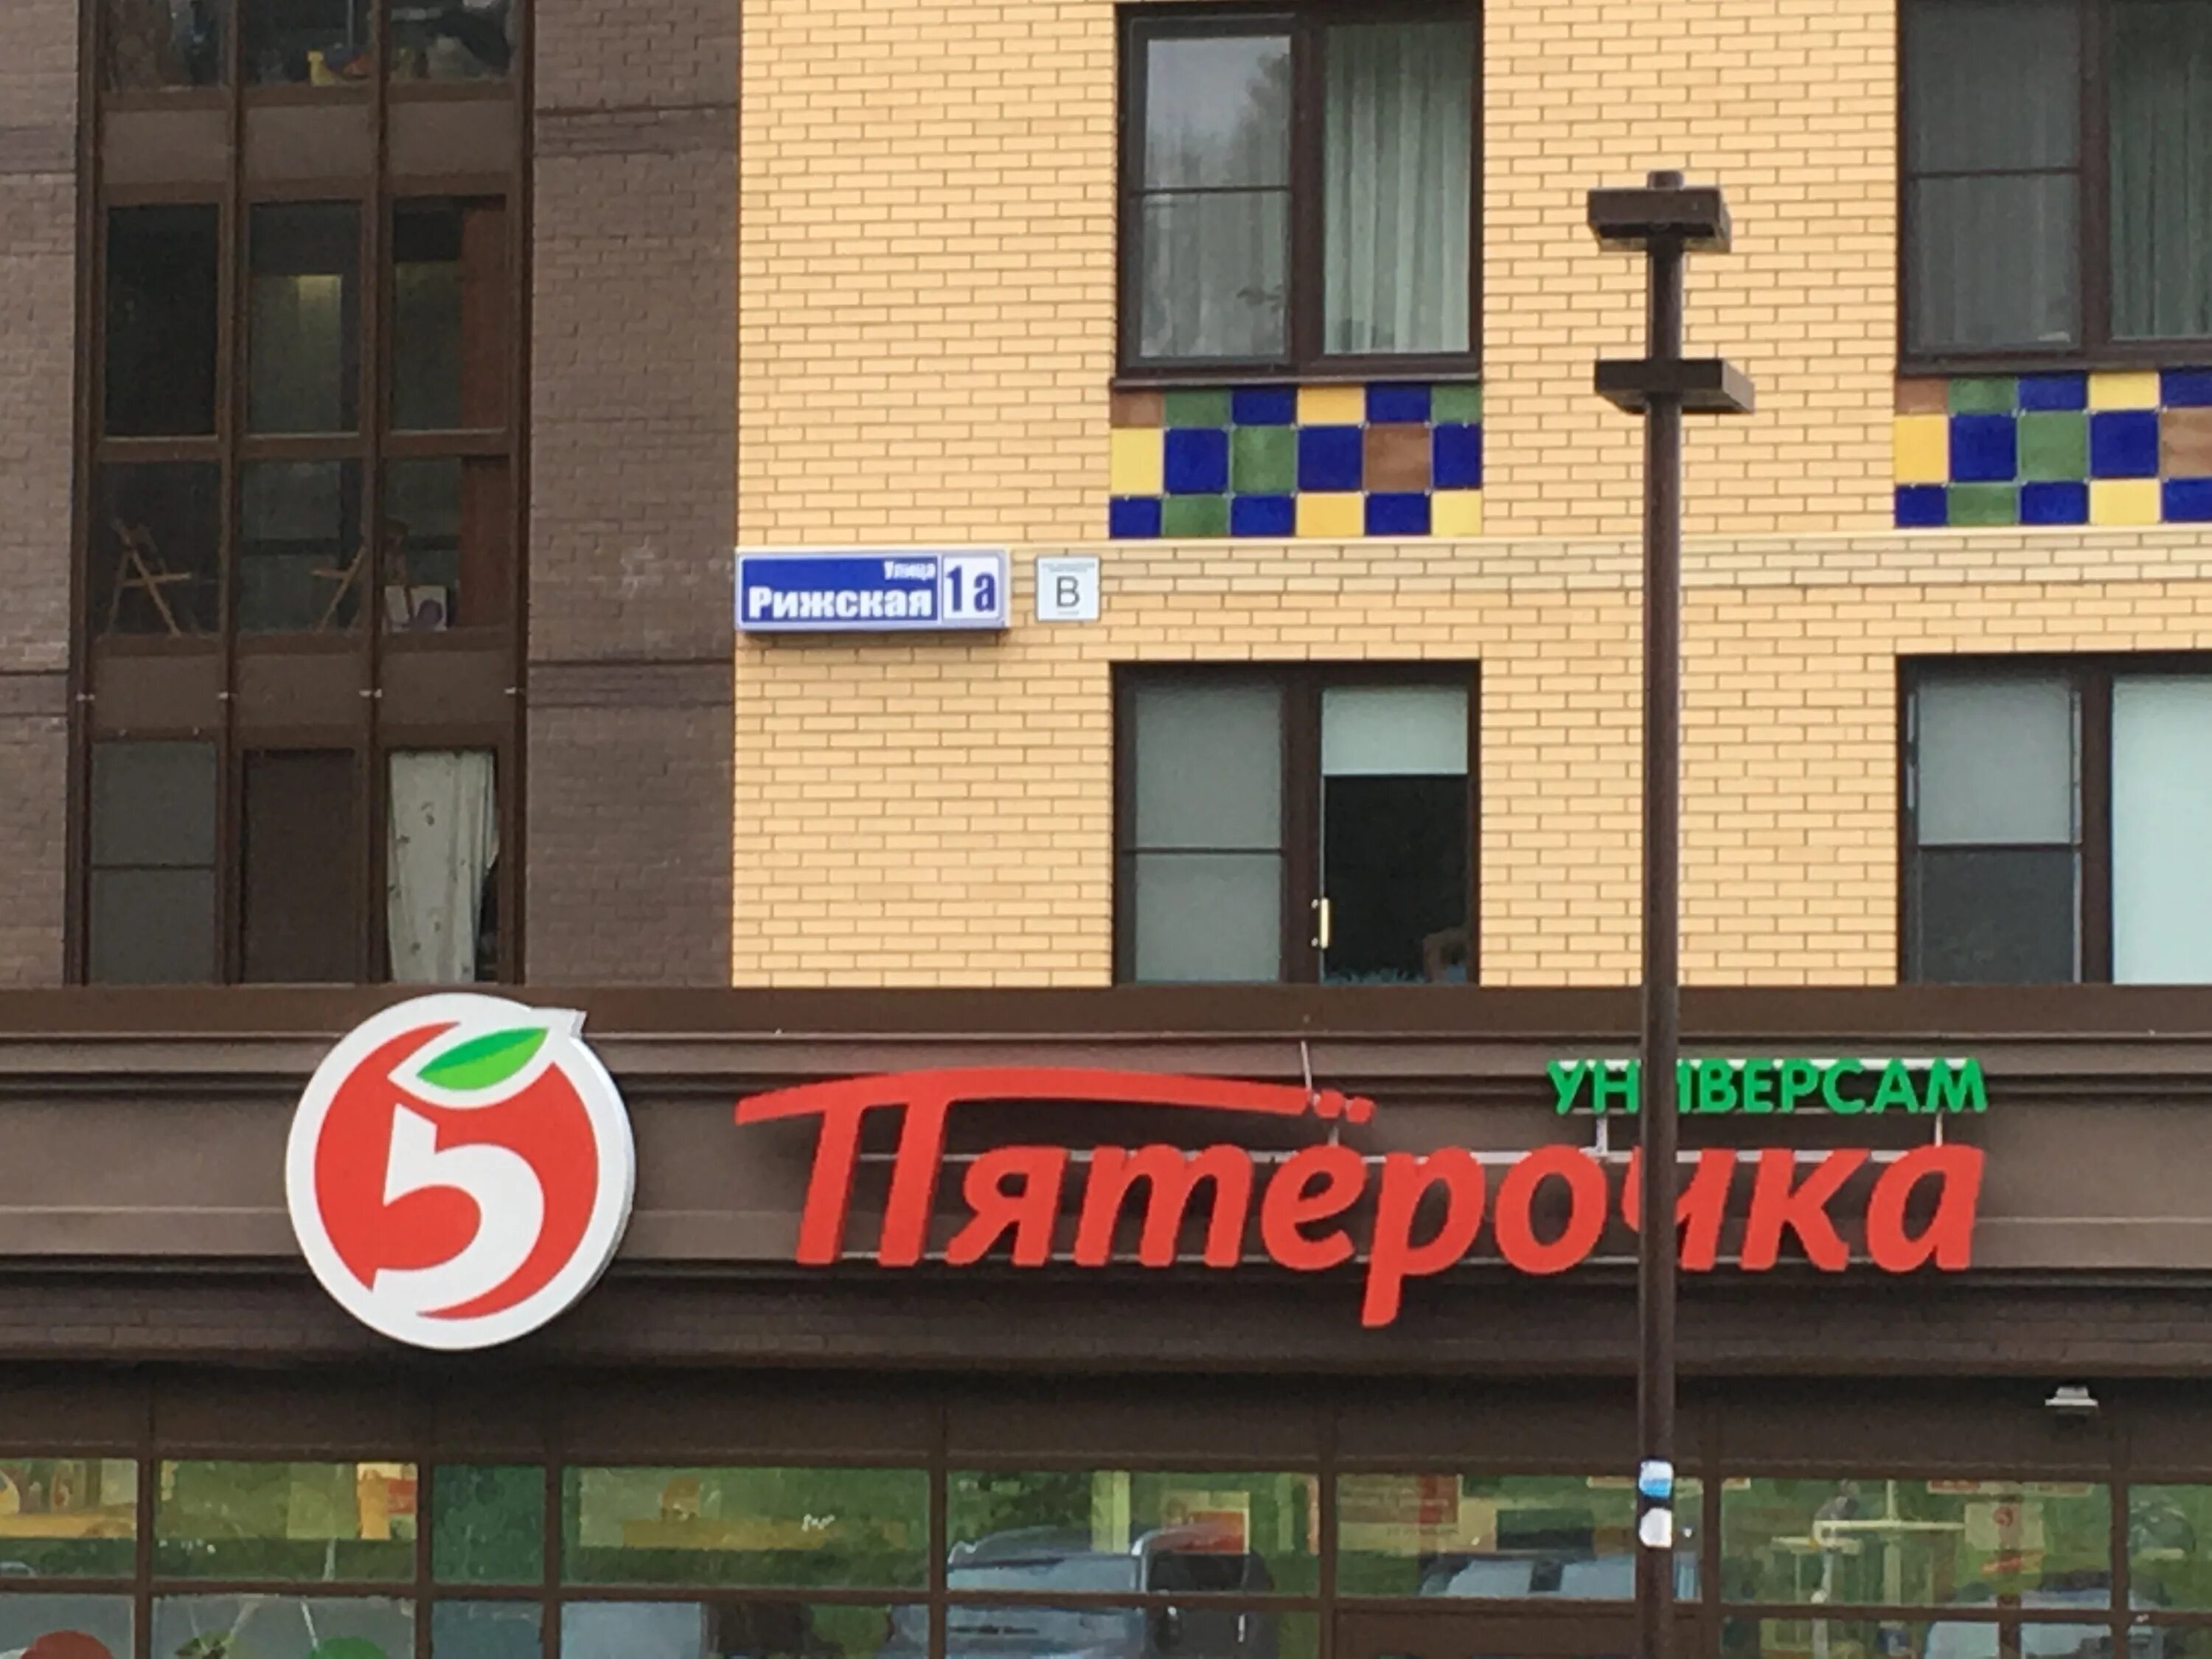 Улица
Рижская 1а
В
5
УНИВЕРСАМ
Пятёрочка